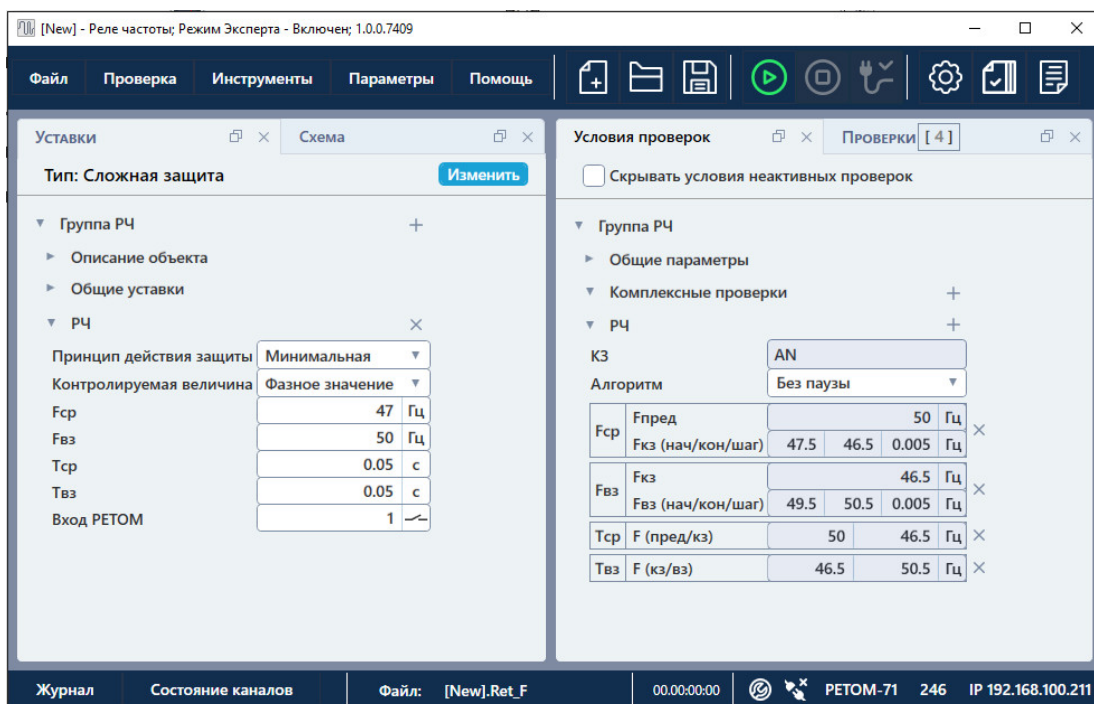 [New] - Реле частоты; Режим Эксперта - Включен; 1.0.0.7409
Файл Проверка Инструменты Параметры Помощь
Уставки Схема
Тип: Сложная защита Изменить
Группа РЧ
Описание объекта
Общие уставки
РЧ
Принцип действия защиты Минимальная
Контролируемая величина Фазное значение
Fср 47 Гц
Fвз 50 Гц
Tср 0.05 с
Tвз 0.05 с
Вход РЕТОМ 1
Условия проверок Проверки [4]
Скрывать условия неактивных проверок
Группа РЧ
Общие параметры
Комплексные проверки
РЧ
КЗ AN
Алгоритм Без паузы
Fср
Fпред 50 Гц
Fкз (нач/кон/шаг) 47.5 46.5 0.005 Гц
Fвз
Fкз 46.5 Гц
Fвз (нач/кон/шаг) 49.5 50.5 0.005 Гц
Tср F (пред/кз) 50 46.5 Гц
Tвз F (кз/вз) 46.5 50.5 Гц
Журнал Состояние каналов Файл: [New].Ret_F 00.00:00:00 РЕТОМ-71 246 IP 192.168.100.211